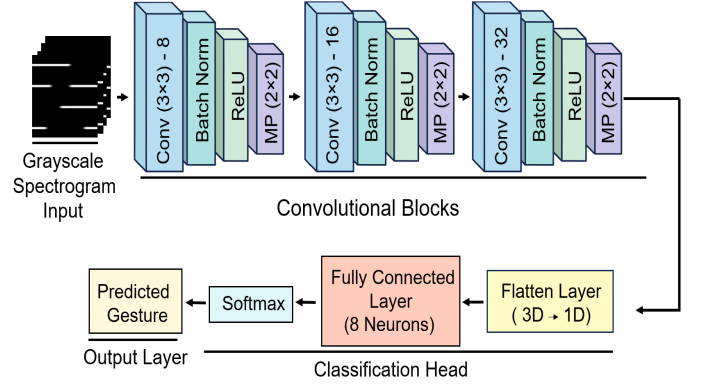 Conv (3×3) - 8
Batch Norm
ReLU
MP (2×2)
Conv (3×3) - 16
Batch Norm
ReLU
MP (2×2)
Conv (3×3) - 32
Batch Norm
ReLU
MP (2×2)
Grayscale
Spectrogram
Input
Convolutional Blocks
Predicted
Gesture
Softmax
Fully Connected
Layer
(8 Neurons)
Flatten Layer
( 3D → 1D)
Output Layer
Classification Head